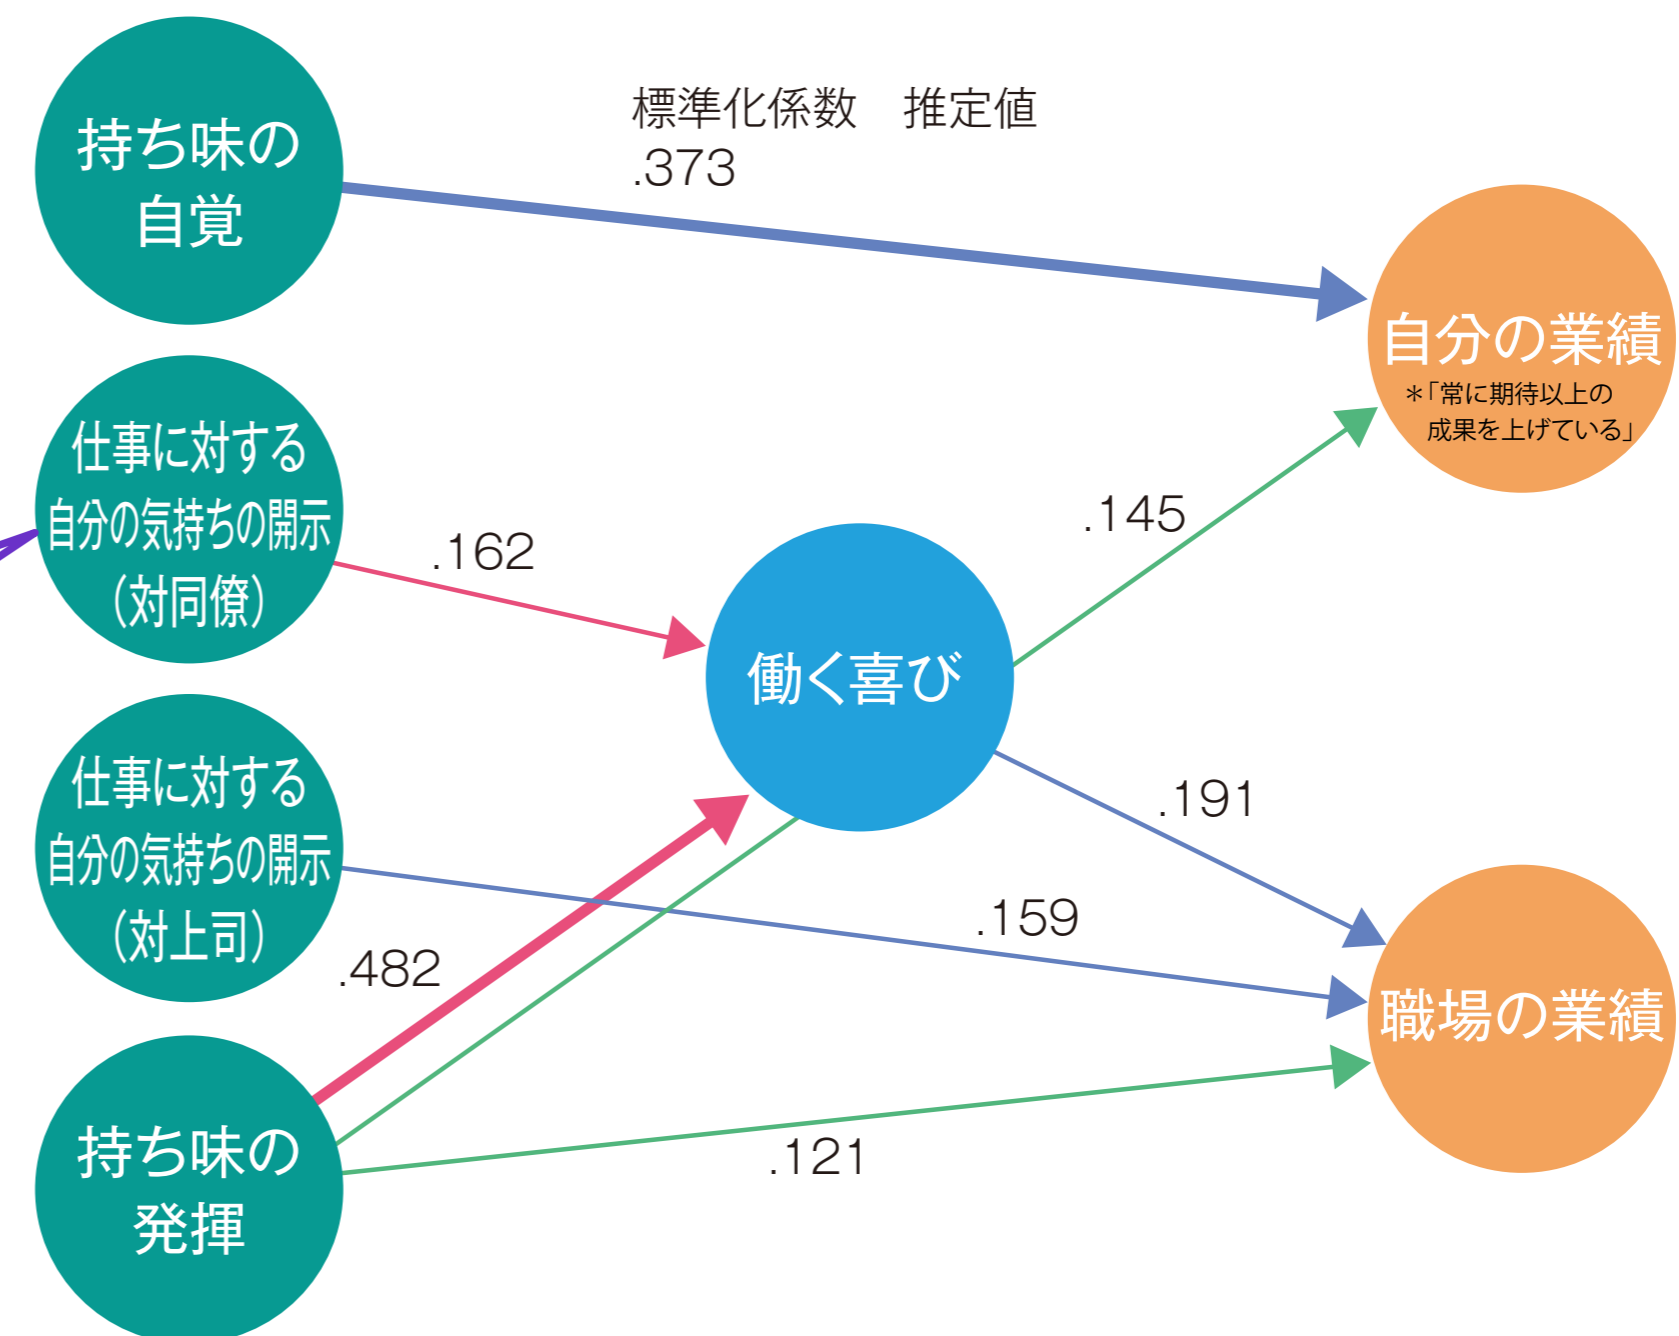 持ち味の
自覚
標準化係数　推定値
.373
自分の業績
＊「常に期待以上の
成果を上げている」
仕事に対する
自分の気持ちの開示
（対同僚）
.162
.145
働く喜び
仕事に対する
自分の気持ちの開示
（対上司）
.191
.159
.482
職場の業績
持ち味の
発揮
.121